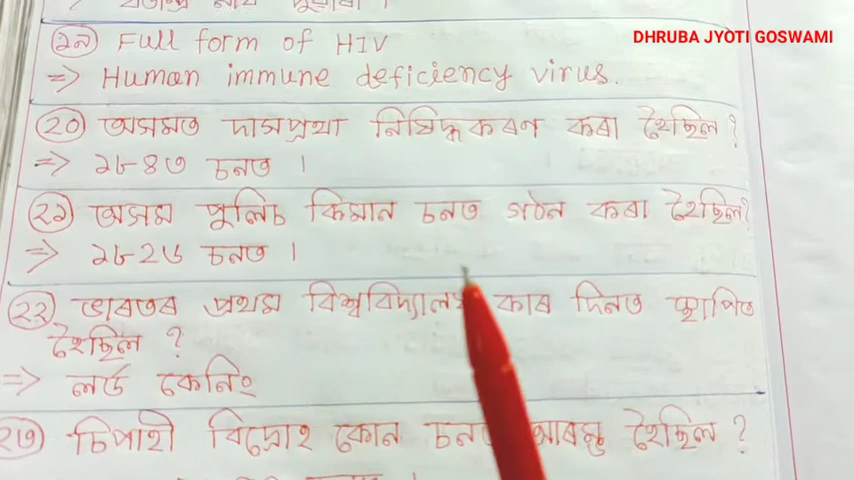 DHRUBA JYOTI GOSWAMI
১৯ Full form of HIV
=> Human immune deficiency virus.
২০ অসমত দাসপ্ৰথা নিষিদ্ধকৰণ কৰা হৈছিল?
=> ১৮৪৩ চনত ।
২১ অসম পুলিচ কিমান চনত গঠন কৰা হৈছিল?
=> ১৮২৬ চনত ।
২২ ভাৰতৰ প্ৰথম বিশ্ববিদ্যালয় কাৰ দিনত স্থাপিত
হৈছিল ?
=> লৰ্ড কেনিং
২৩ চিপাহী বিদ্ৰোহ কোন চনত আৰম্ভ হৈছিল ?